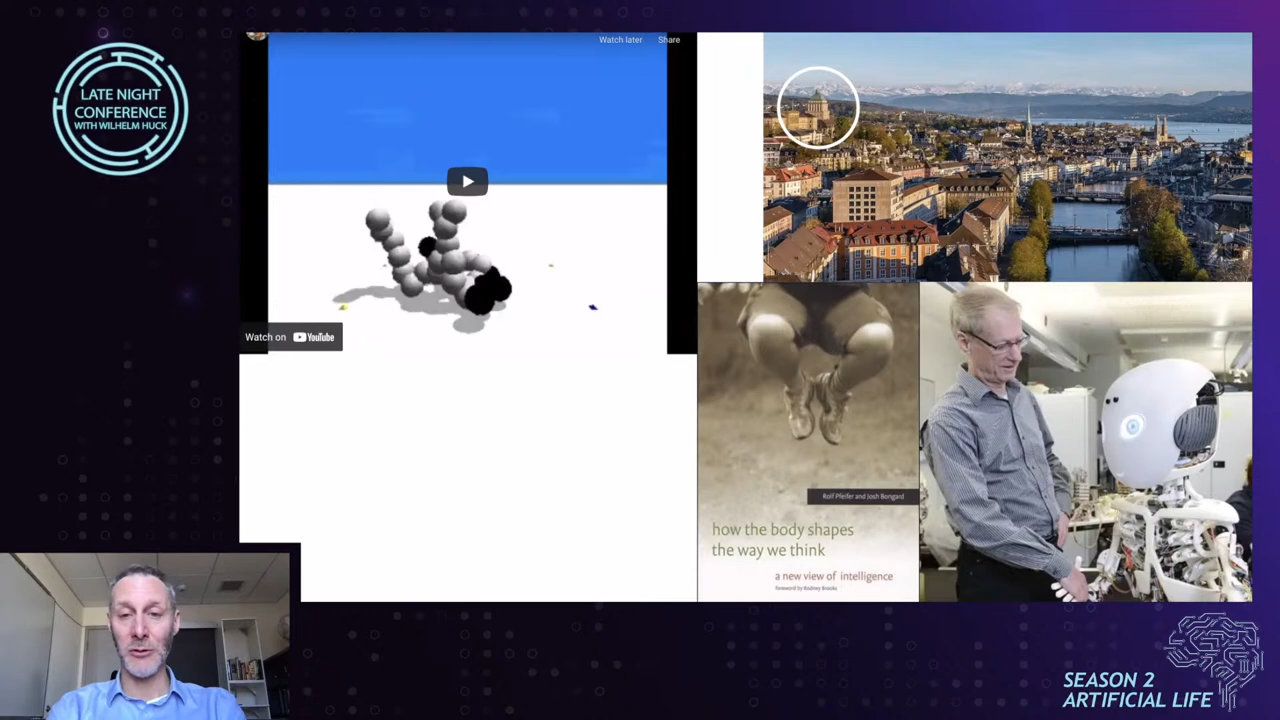 LATE NIGHT
CONFERENCE
WITH WILHELM HUCK
Watch later
Share
Watch on YouTube
Rolf Pfeifer and Josh Bongard
how the body shapes
the way we think
a new view of intelligence
foreword by Rodney Brooks
SEASON 2
ARTIFICIAL LIFE